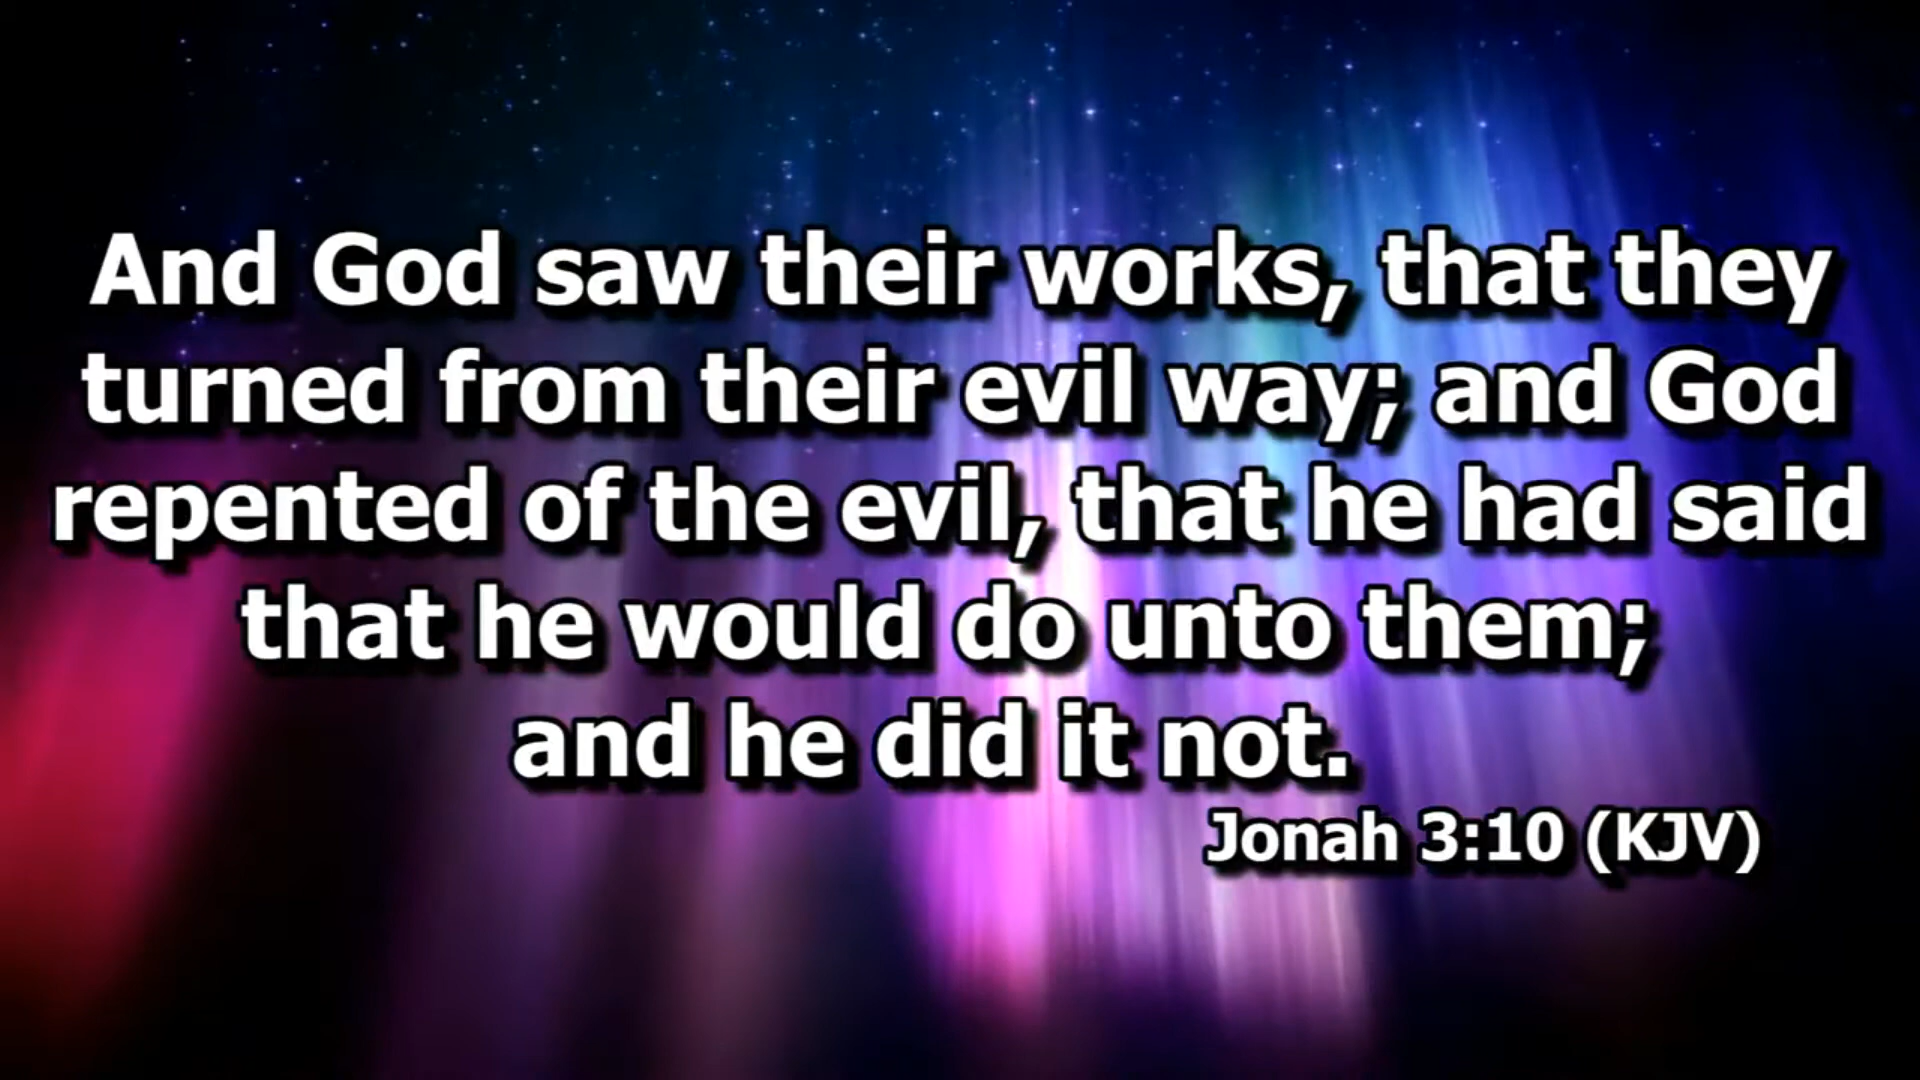 And God saw their works, that they
turned from their evil way; and God
repented of the evil, that he had said
that he would do unto them;
and he did it not.
Jonah 3:10 (KJV)